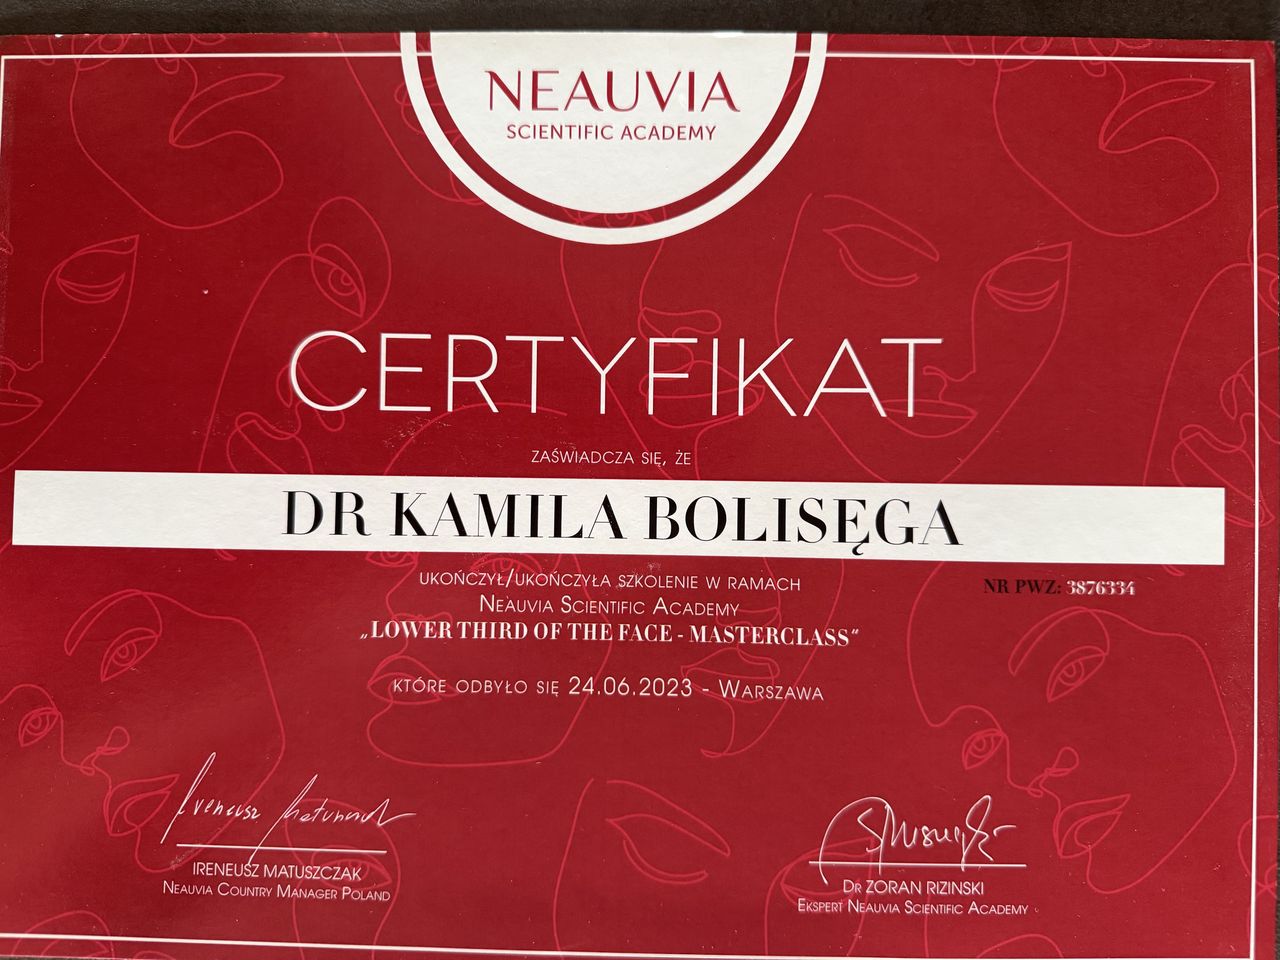 NEAUVIA
SCIENTIFIC ACADEMY
CERTYFIKAT
ZAŚWIADCZA SIĘ, ŻE
DR KAMILA BOLISĘGA
UKOŃCZYŁ/UKOŃCZYŁA SZKOLENIE W RAMACH
NR PWZ: 3876334
NEAUVIA SCIENTIFIC ACADEMY
„LOWER THIRD OF THE FACE - MASTERCLASS“
KTÓRE ODBYŁO SIĘ 24.06.2023 - WARSZAWA
Ireneusz Matuszczak
IRENEUSZ MATUSZCZAK
NEAUVIA COUNTRY MANAGER POLAND
DR ZORAN RIZINSKI
EKSPERT NEAUVIA SCIENTIFIC ACADEMY